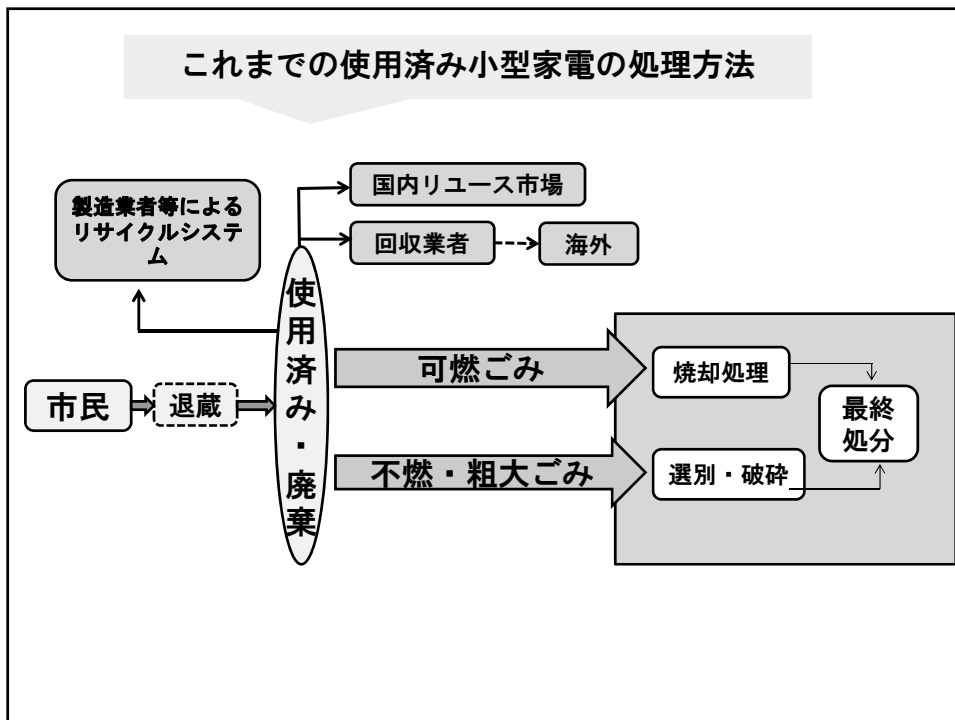 これまでの使用済み小型家電の処理方法
製造業者等による
リサイクルシステ
ム
国内リユース市場
回収業者
海外
市民
退蔵
使用済み・廃棄
可燃ごみ
不燃・粗大ごみ
焼却処理
選別・破砕
最終
処分